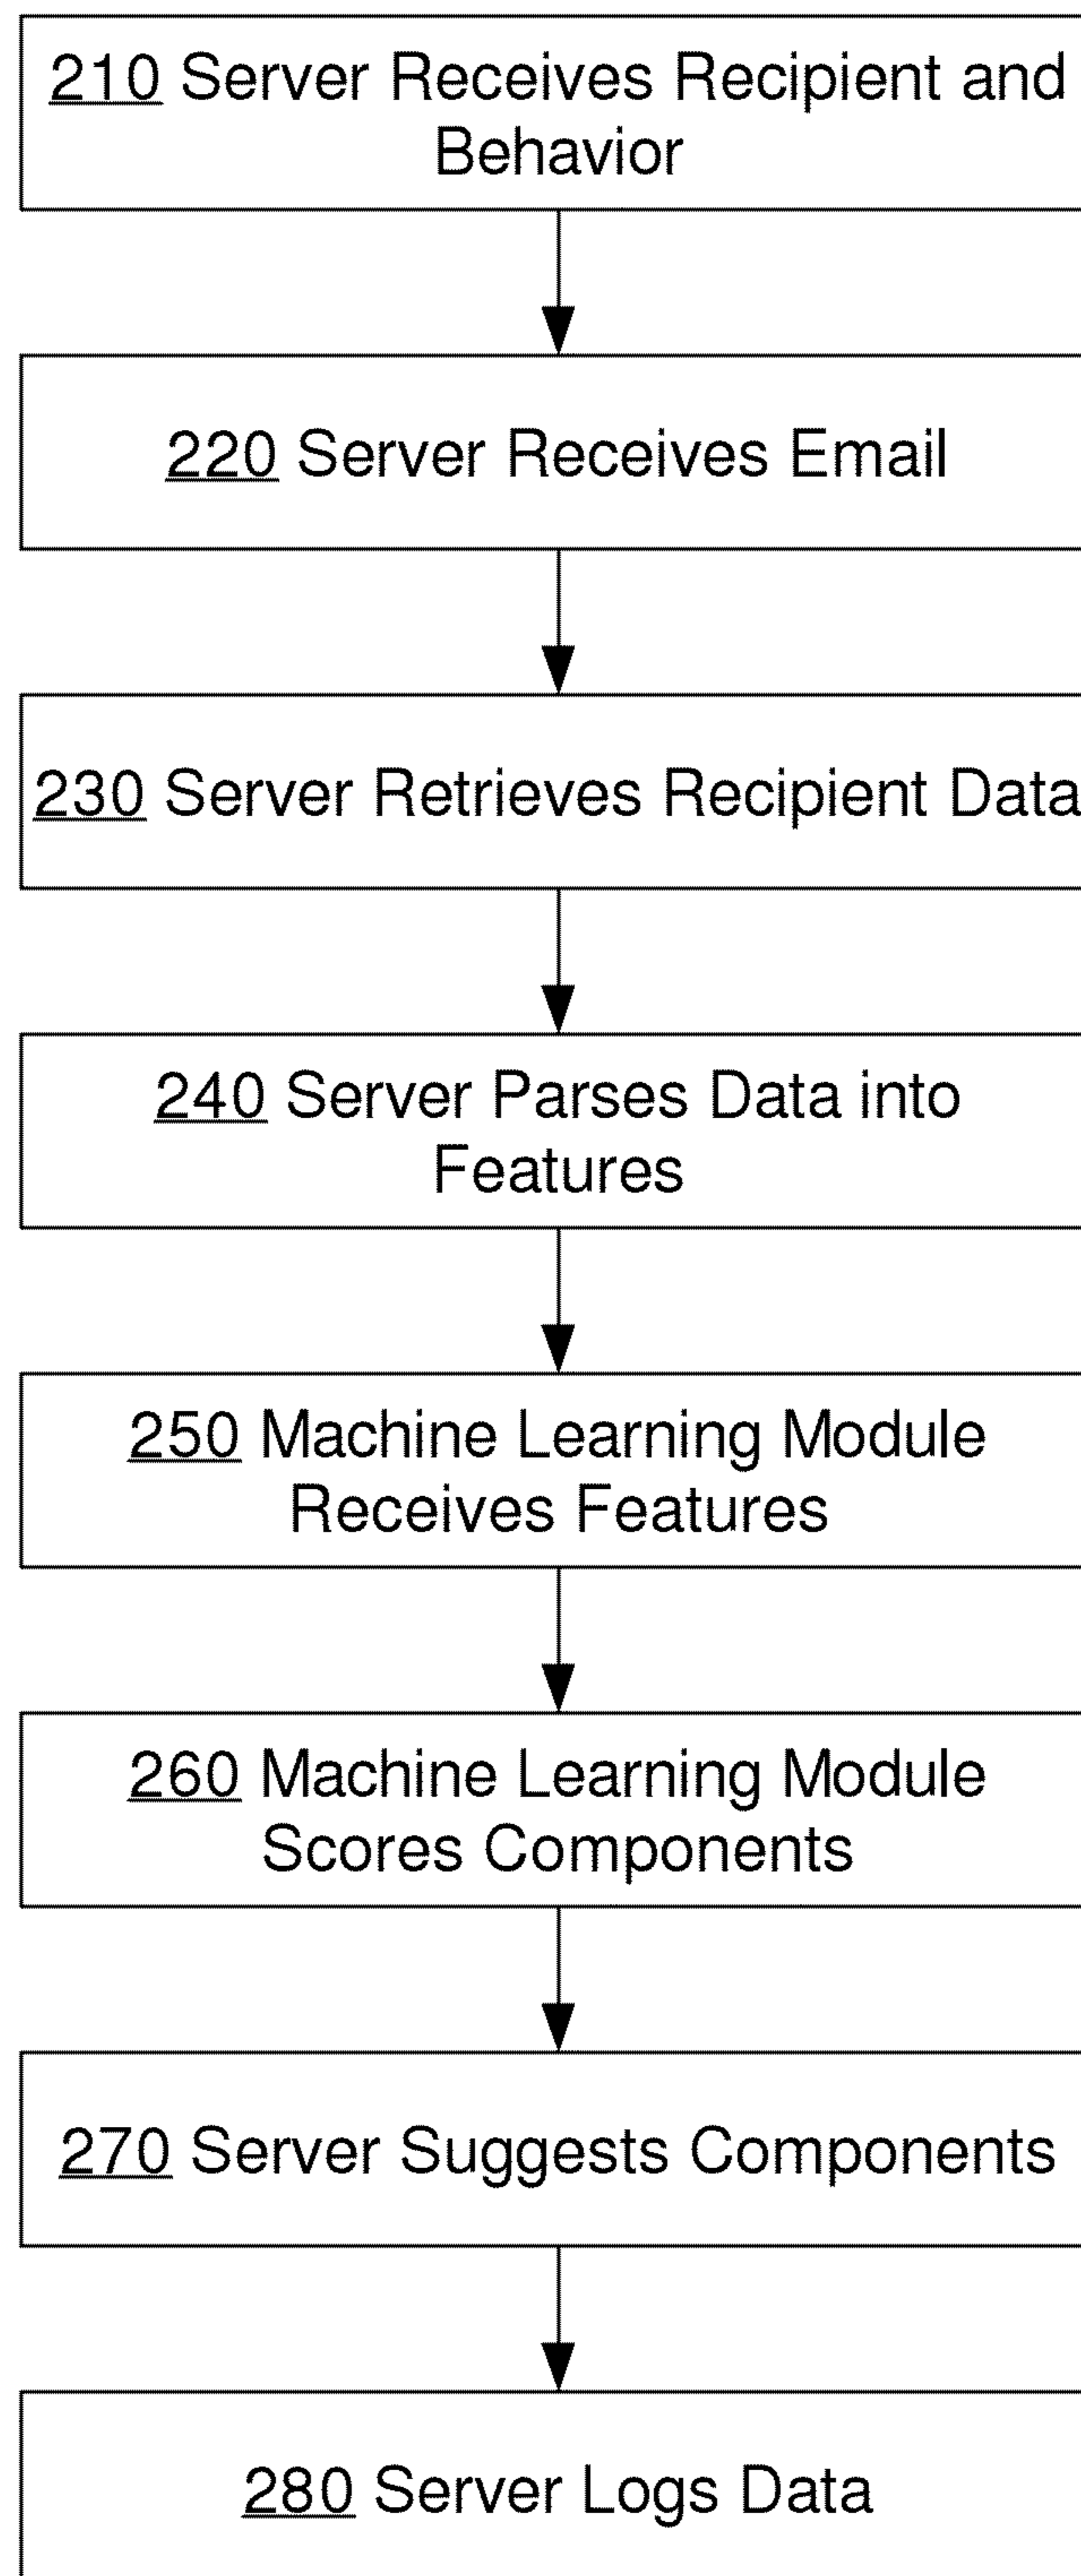 210 Server Receives Recipient and
Behavior
220 Server Receives Email
230 Server Retrieves Recipient Data
240 Server Parses Data into
Features
250 Machine Learning Module
Receives Features
260 Machine Learning Module
Scores Components
270 Server Suggests Components
280 Server Logs Data